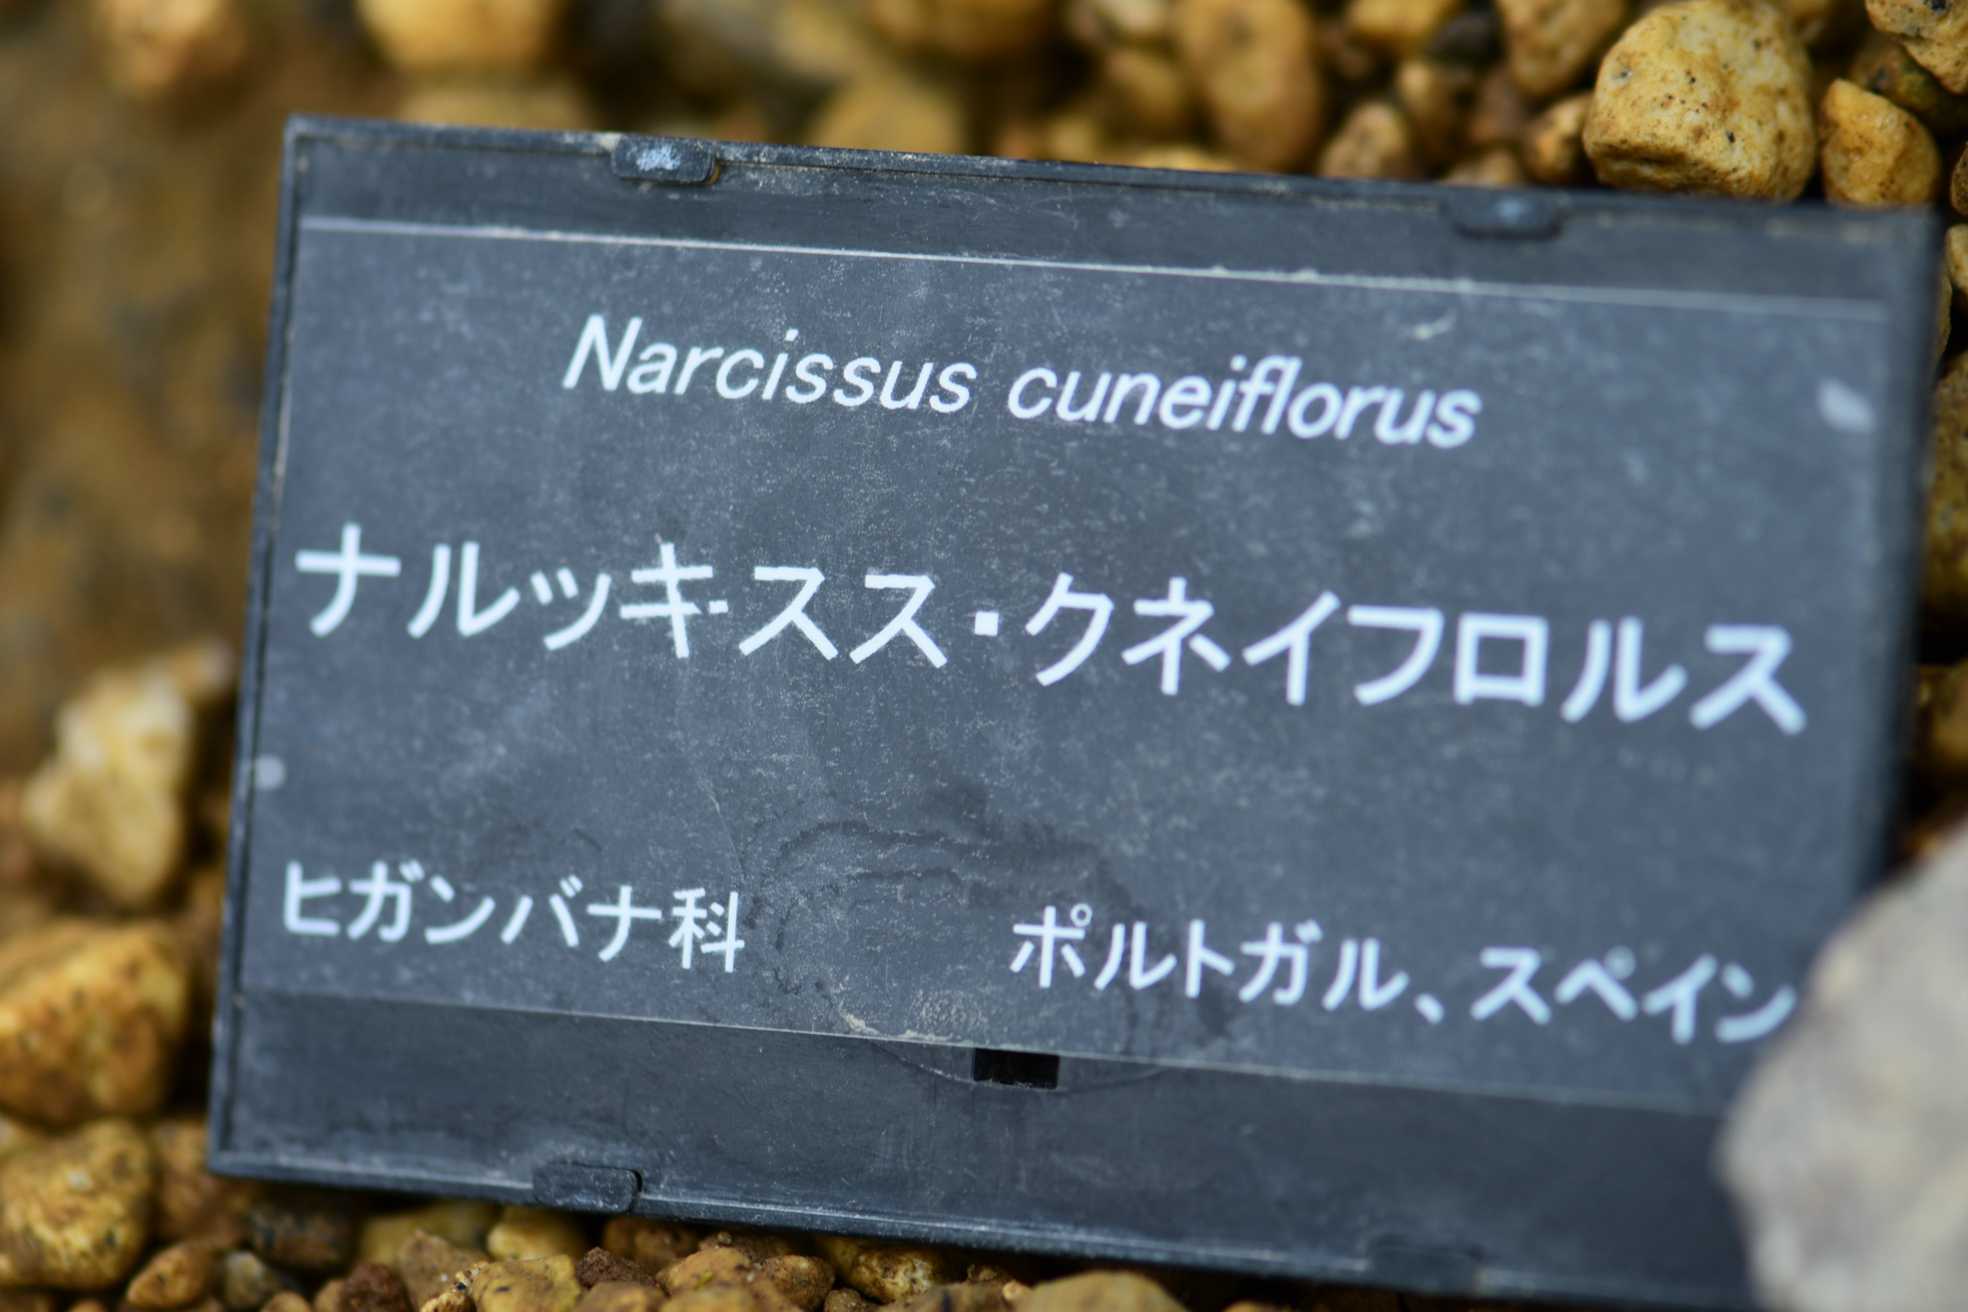 Narcissus cuneiflorus
ナルッキスス・クネイフロルス
ヒガンバナ科 ポルトガル、スペイン